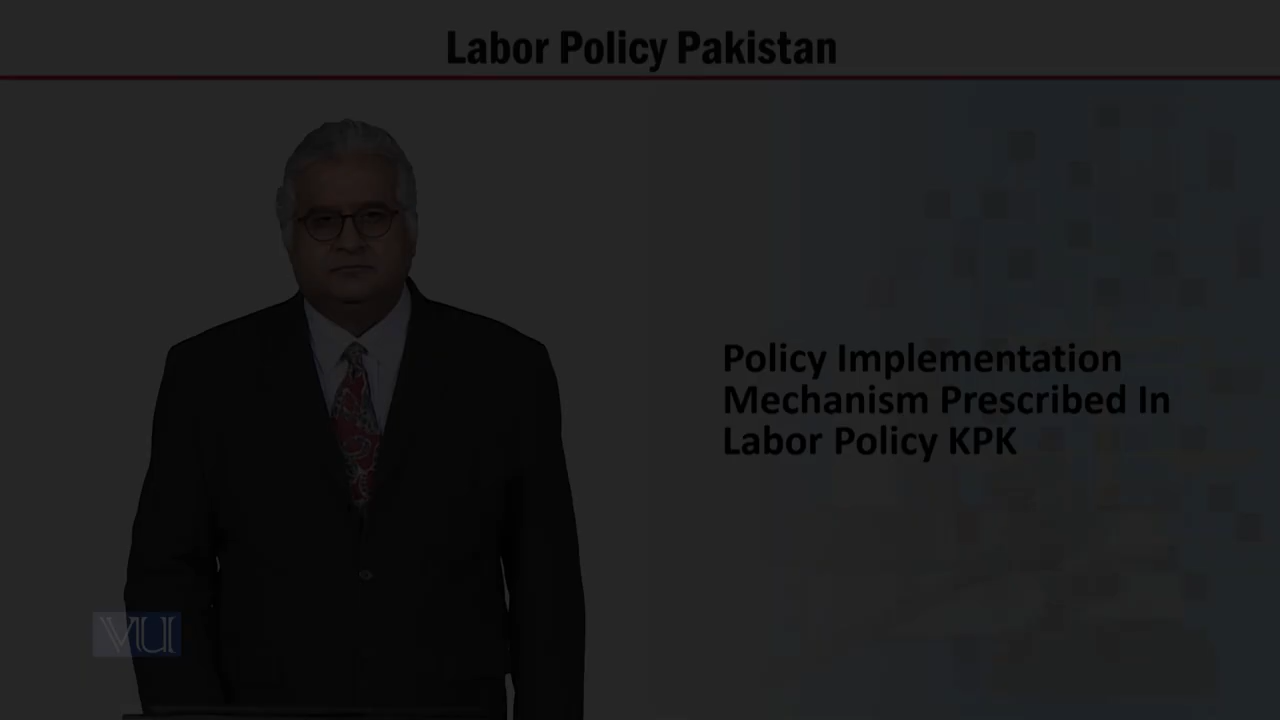 Labor Policy Pakistan
Policy Implementation
Mechanism Prescribed In
Labor Policy KPK
VU